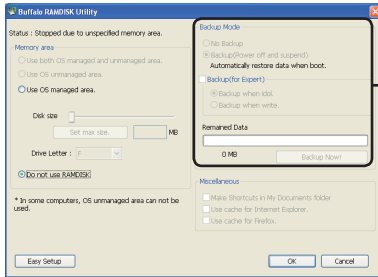 Buffalo RAMDISK Utility
Status : Stopped due to unspecified memory area.
Memory area
Use both OS managed and unmanaged area.
Use OS unmanaged area.
Use OS managed area.
Disk size
Set max size.
MB
Drive Letter : F
Do not use RAMDISK
* In some computers, OS unmanaged area can not be
used.
Easy Setup
Backup Mode
No Backup
Backup(Power off and suspend)
Automatically restore data when boot.
Backup(for Expert)
Backup when idol.
Backup when write.
Remained Data
0 MB
Backup Now!
Miscellaneous
Make Shortcuts in My Documents folder
Use cache for Internet Explorer.
Use cache for Firefox.
OK
Cancel